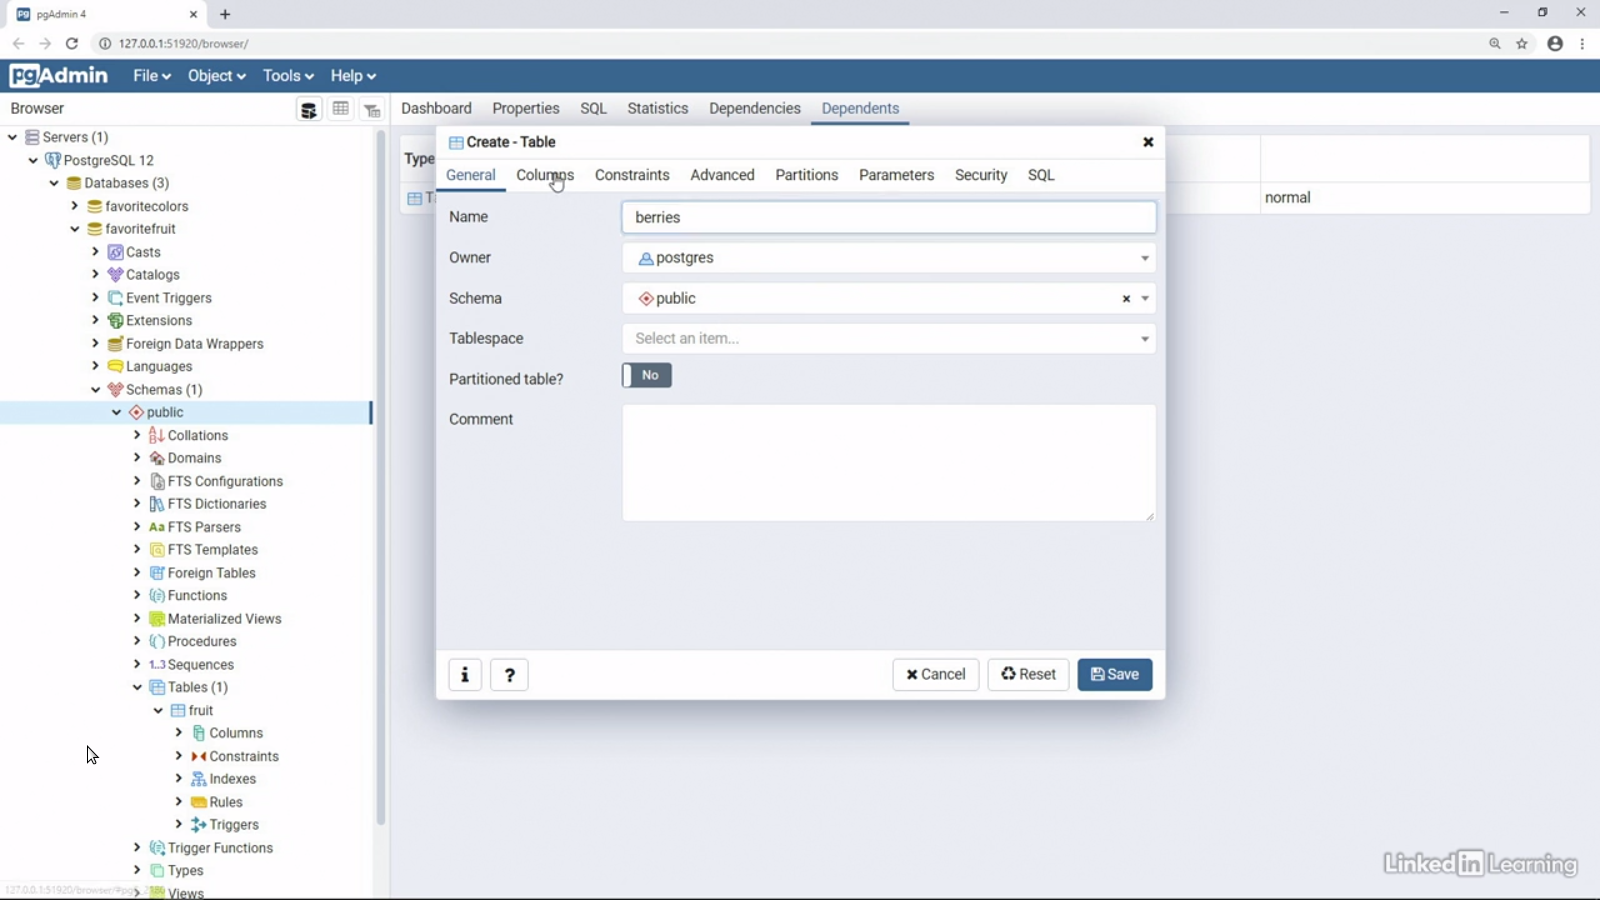 pgAdmin 4
127.0.0.1:51920/browser/
pgAdmin File Object Tools Help
Browser
Dashboard Properties SQL Statistics Dependencies Dependents
Servers (1)
PostgreSQL 12
Databases (3)
favoritecolors
favoritefruit
Casts
Catalogs
Event Triggers
Extensions
Foreign Data Wrappers
Languages
Schemas (1)
public
Collations
Domains
FTS Configurations
FTS Dictionaries
Aa FTS Parsers
FTS Templates
Foreign Tables
Functions
Materialized Views
Procedures
1..3 Sequences
Tables (1)
fruit
Columns
Constraints
Indexes
Rules
Triggers
Trigger Functions
Types
Views
Type
normal
Create - Table
General Columns Constraints Advanced Partitions Parameters Security SQL
Name berries
Owner postgres
Schema public
Tablespace Select an item...
Partitioned table? No
Comment
i ? Cancel Reset Save
Linked in Learning